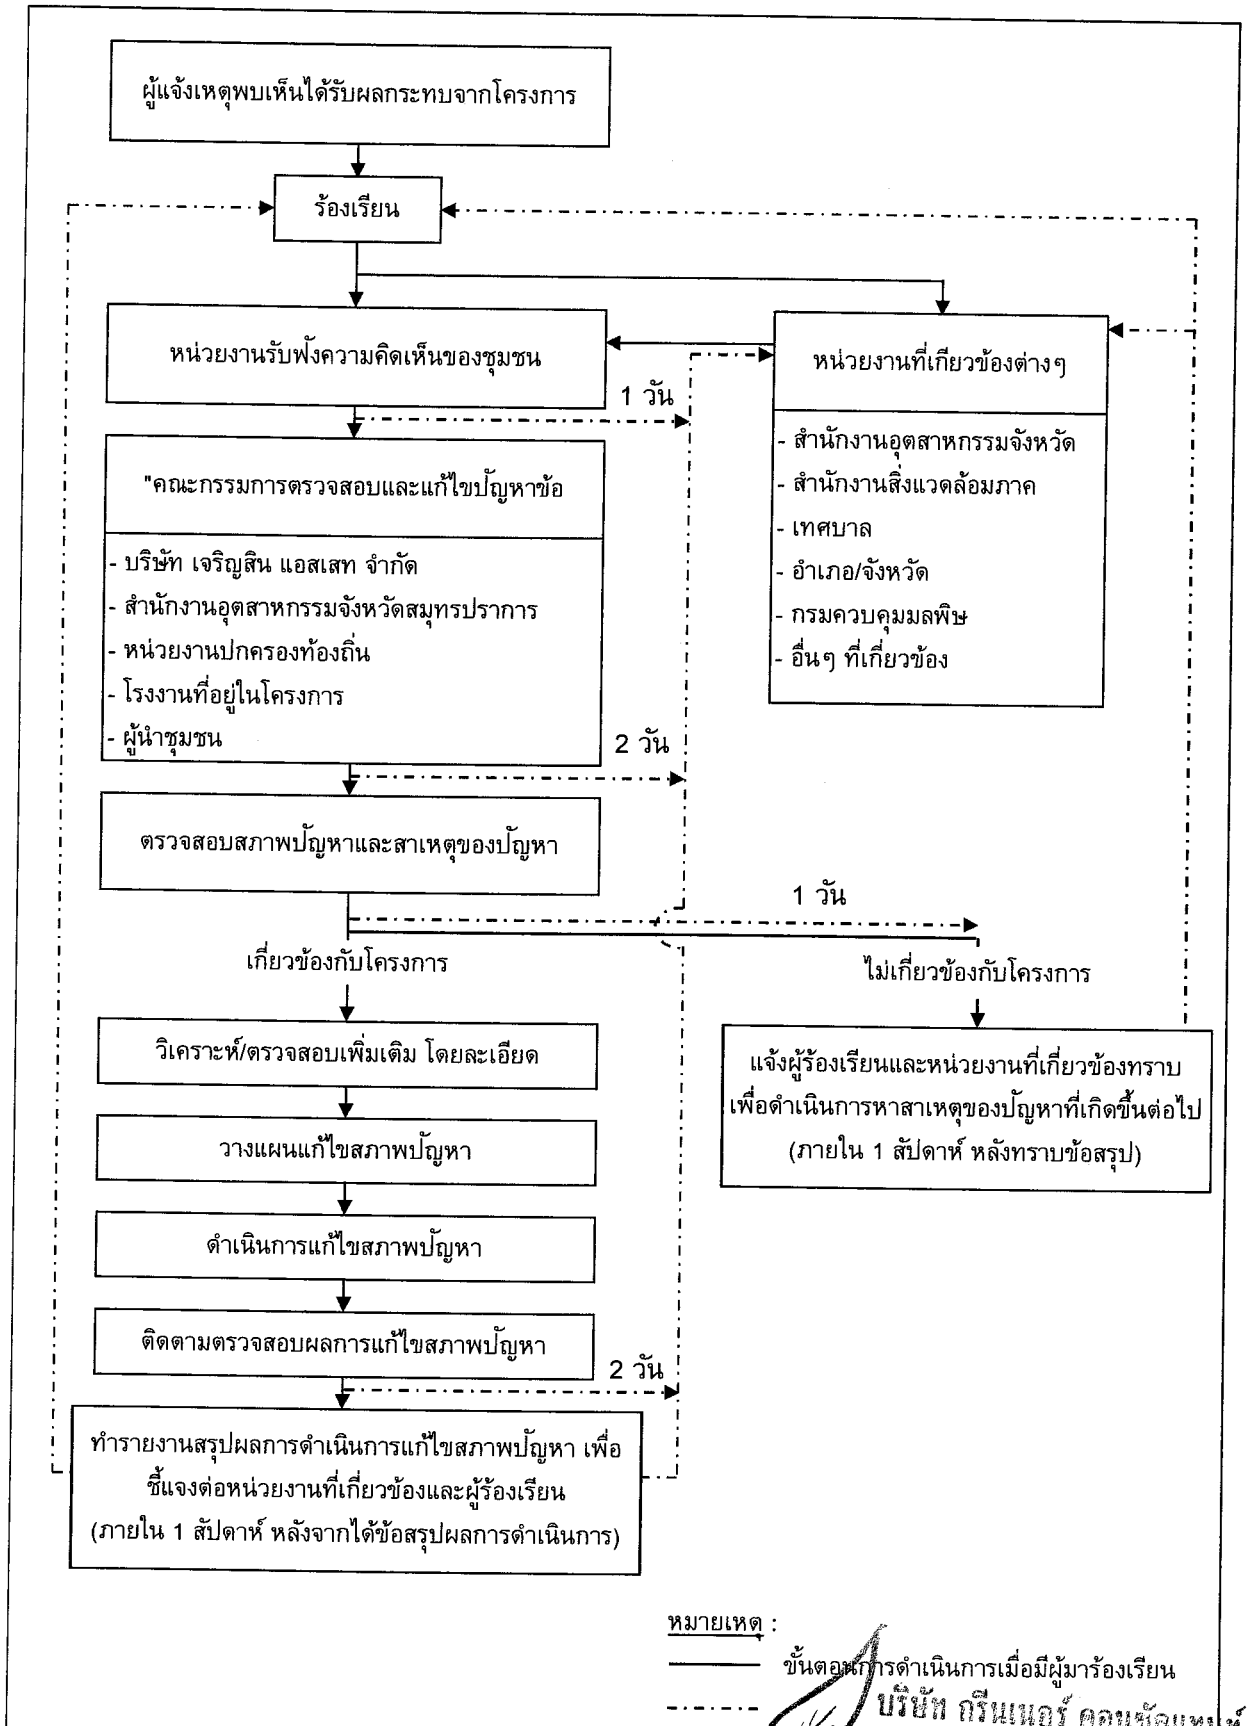 ผู้แจ้งเหตุพบเห็นได้รับผลกระทบจากโครงการ
ร้องเรียน
หน่วยงานรับฟังความคิดเห็นของชุมชน
หน่วยงานที่เกี่ยวข้องต่างๆ
1 วัน
- สำนักงานอุตสาหกรรมจังหวัด
- สำนักงานสิ่งแวดล้อมภาค
- เทศบาล
- อำเภอ/จังหวัด
- กรมควบคุมมลพิษ
- อื่นๆ ที่เกี่ยวข้อง
"คณะกรรมการตรวจสอบและแก้ไขปัญหาข้อ
- บริษัท เจริญสิน แอสเสท จำกัด
- สำนักงานอุตสาหกรรมจังหวัดสมุทรปราการ
- หน่วยงานปกครองท้องถิ่น
- โรงงานที่อยู่ในโครงการ
- ผู้นำชุมชน
2 วัน
ตรวจสอบสภาพปัญหาและสาเหตุของปัญหา
1 วัน
เกี่ยวข้องกับโครงการ
ไม่เกี่ยวข้องกับโครงการ
วิเคราะห์/ตรวจสอบเพิ่มเติม โดยละเอียด
แจ้งผู้ร้องเรียนและหน่วยงานที่เกี่ยวข้องทราบ
เพื่อดำเนินการหาสาเหตุของปัญหาที่เกิดขึ้นต่อไป
(ภายใน 1 สัปดาห์ หลังทราบข้อสรุป)
วางแผนแก้ไขสภาพปัญหา
ดำเนินการแก้ไขสภาพปัญหา
ติดตามตรวจสอบผลการแก้ไขสภาพปัญหา
2 วัน
ทำรายงานสรุปผลการดำเนินการแก้ไขสภาพปัญหา เพื่อ
ชี้แจงต่อหน่วยงานที่เกี่ยวข้องและผู้ร้องเรียน
(ภายใน 1 สัปดาห์ หลังจากได้ข้อสรุปผลการดำเนินการ)
หมายเหตุ :
ขั้นตอนการดำเนินการเมื่อมีผู้มาร้องเรียน
บริษัท กรีนเนอร์